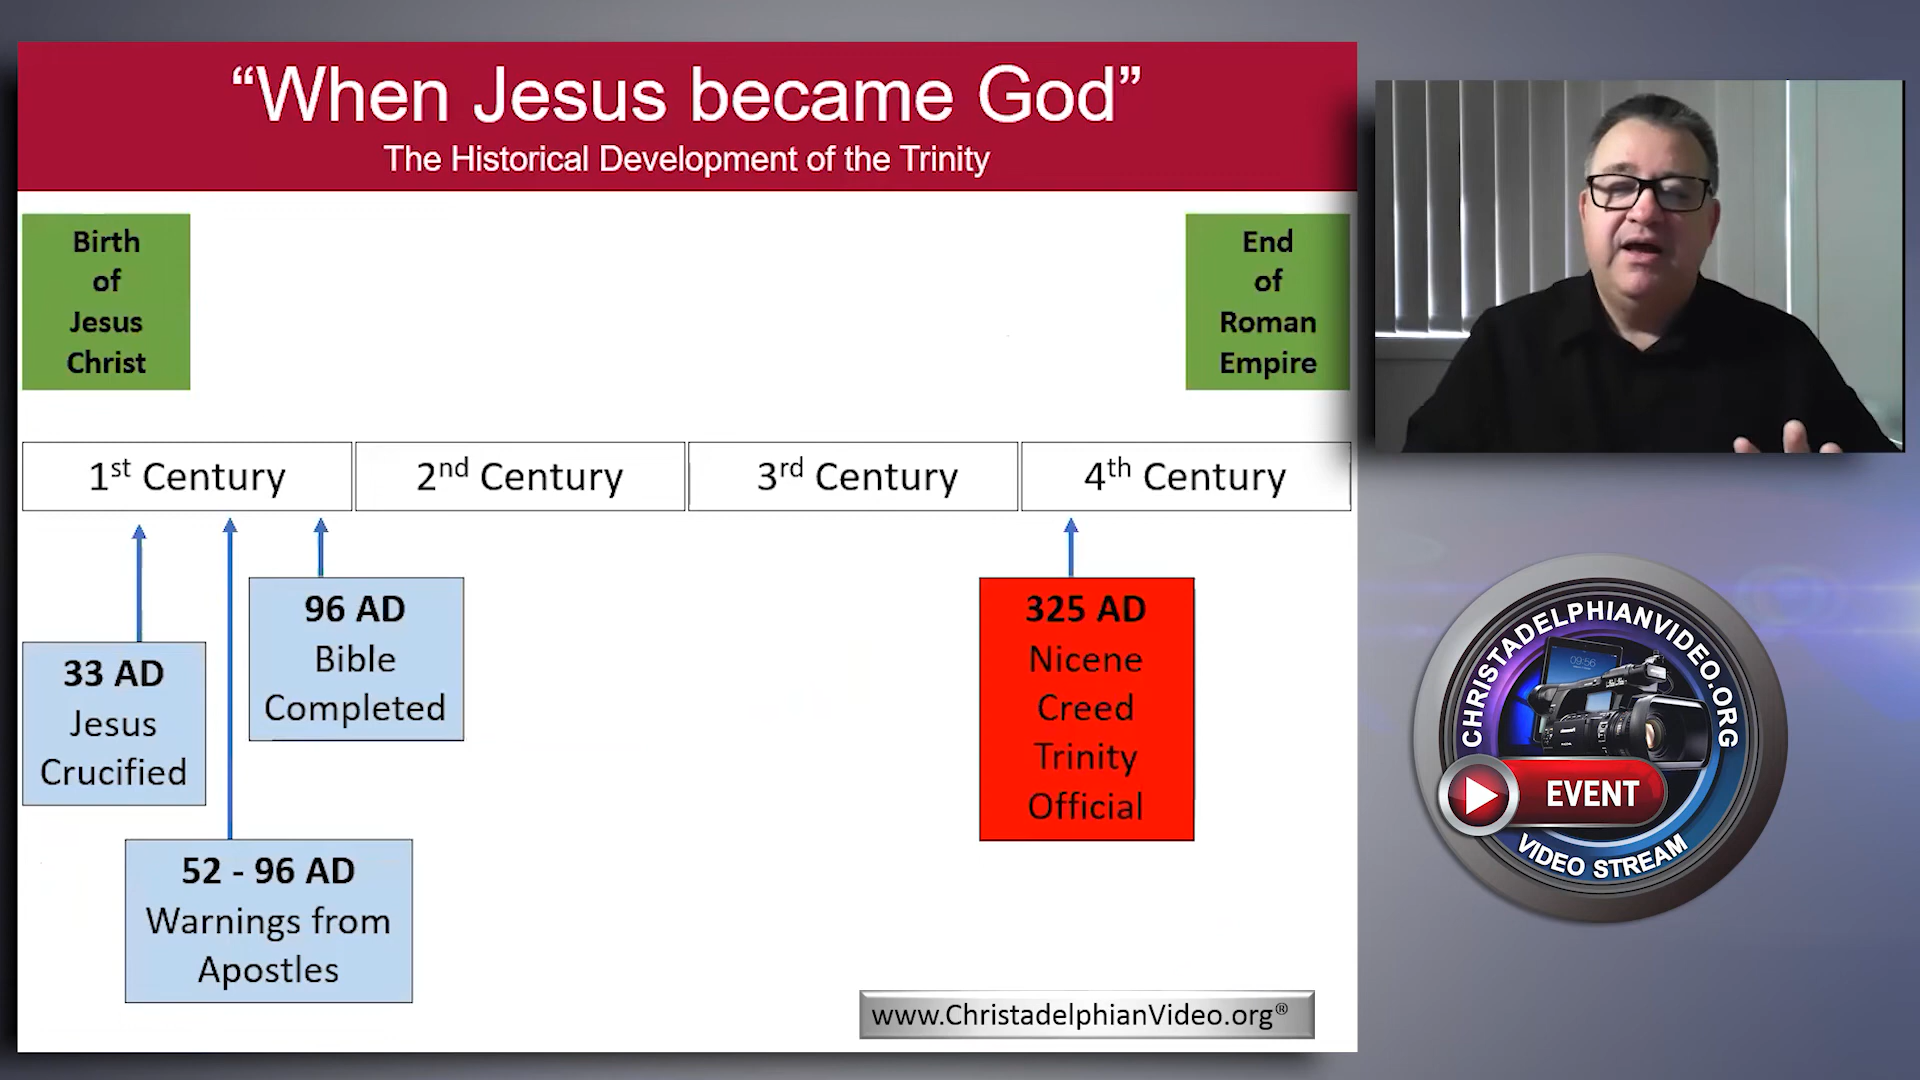 “When Jesus became God”
The Historical Development of the Trinity
Birth
of
Jesus
Christ
End
of
Roman
Empire
1st Century
2nd Century
3rd Century
4th Century
33 AD
Jesus
Crucified
52 - 96 AD
Warnings from
Apostles
96 AD
Bible
Completed
325 AD
Nicene
Creed
Trinity
Official
www.ChristadelphianVideo.org®
CHRISTADELPHIANVIDEO.ORG
09:56
EVENT
VIDEO STREAM